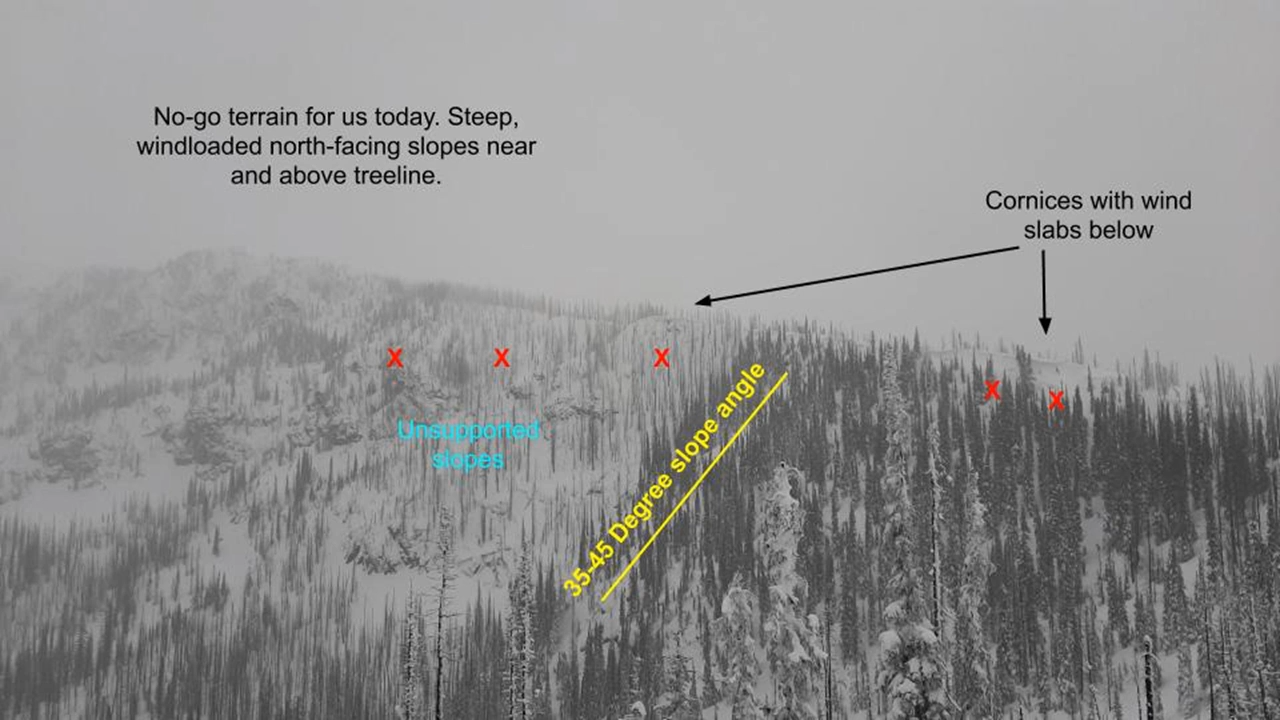 No-go terrain for us today. Steep,
windloaded north-facing slopes near
and above treeline.
Cornices with wind
slabs below
X X X
X X
Unsupported
slopes
35-45 Degree slope angle